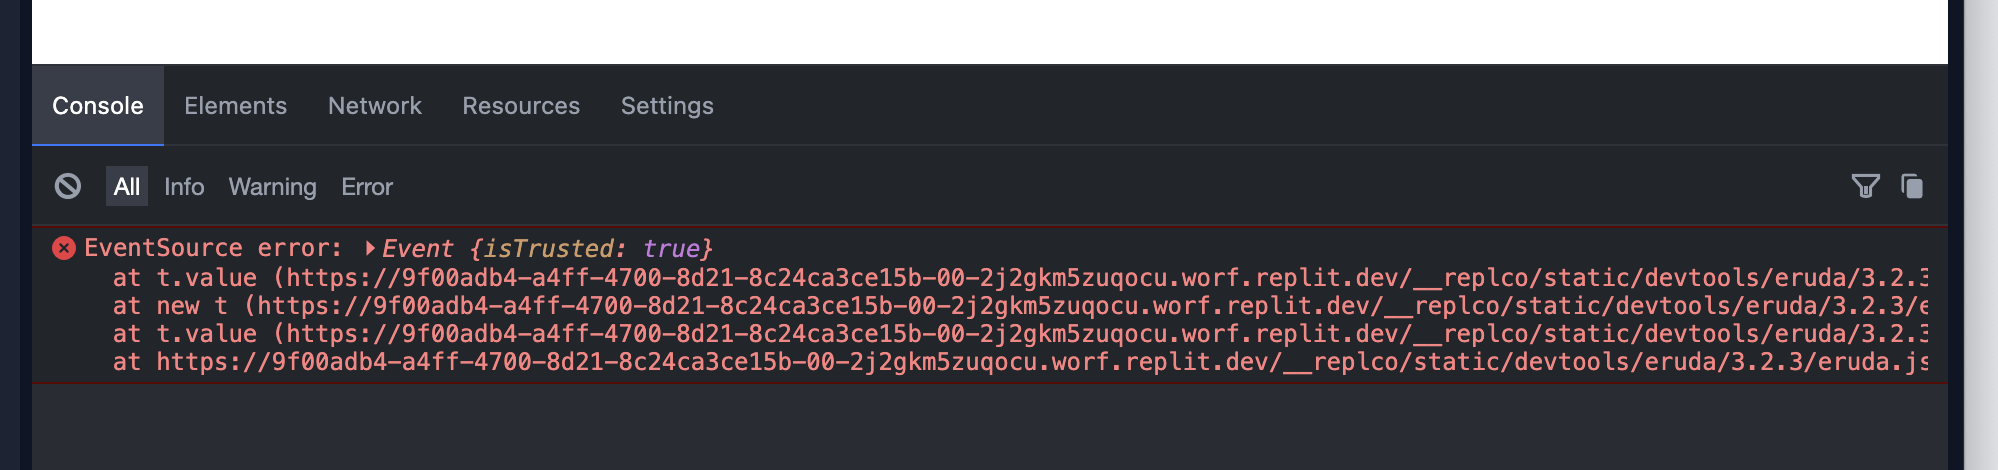 Console Elements Network Resources Settings
All Info Warning Error
EventSource error: Event {isTrusted: true}
at t.value (https://9f00adb4-a4ff-4700-8d21-8c24ca3ce15b-00-2j2gkm5zuqocu.worf.replit.dev/__replco/static/devtools/eruda/3.2.3
at new t (https://9f00adb4-a4ff-4700-8d21-8c24ca3ce15b-00-2j2gkm5zuqocu.worf.replit.dev/__replco/static/devtools/eruda/3.2.3/e
at t.value (https://9f00adb4-a4ff-4700-8d21-8c24ca3ce15b-00-2j2gkm5zuqocu.worf.replit.dev/__replco/static/devtools/eruda/3.2.3
at https://9f00adb4-a4ff-4700-8d21-8c24ca3ce15b-00-2j2gkm5zuqocu.worf.replit.dev/__replco/static/devtools/eruda/3.2.3/eruda.js